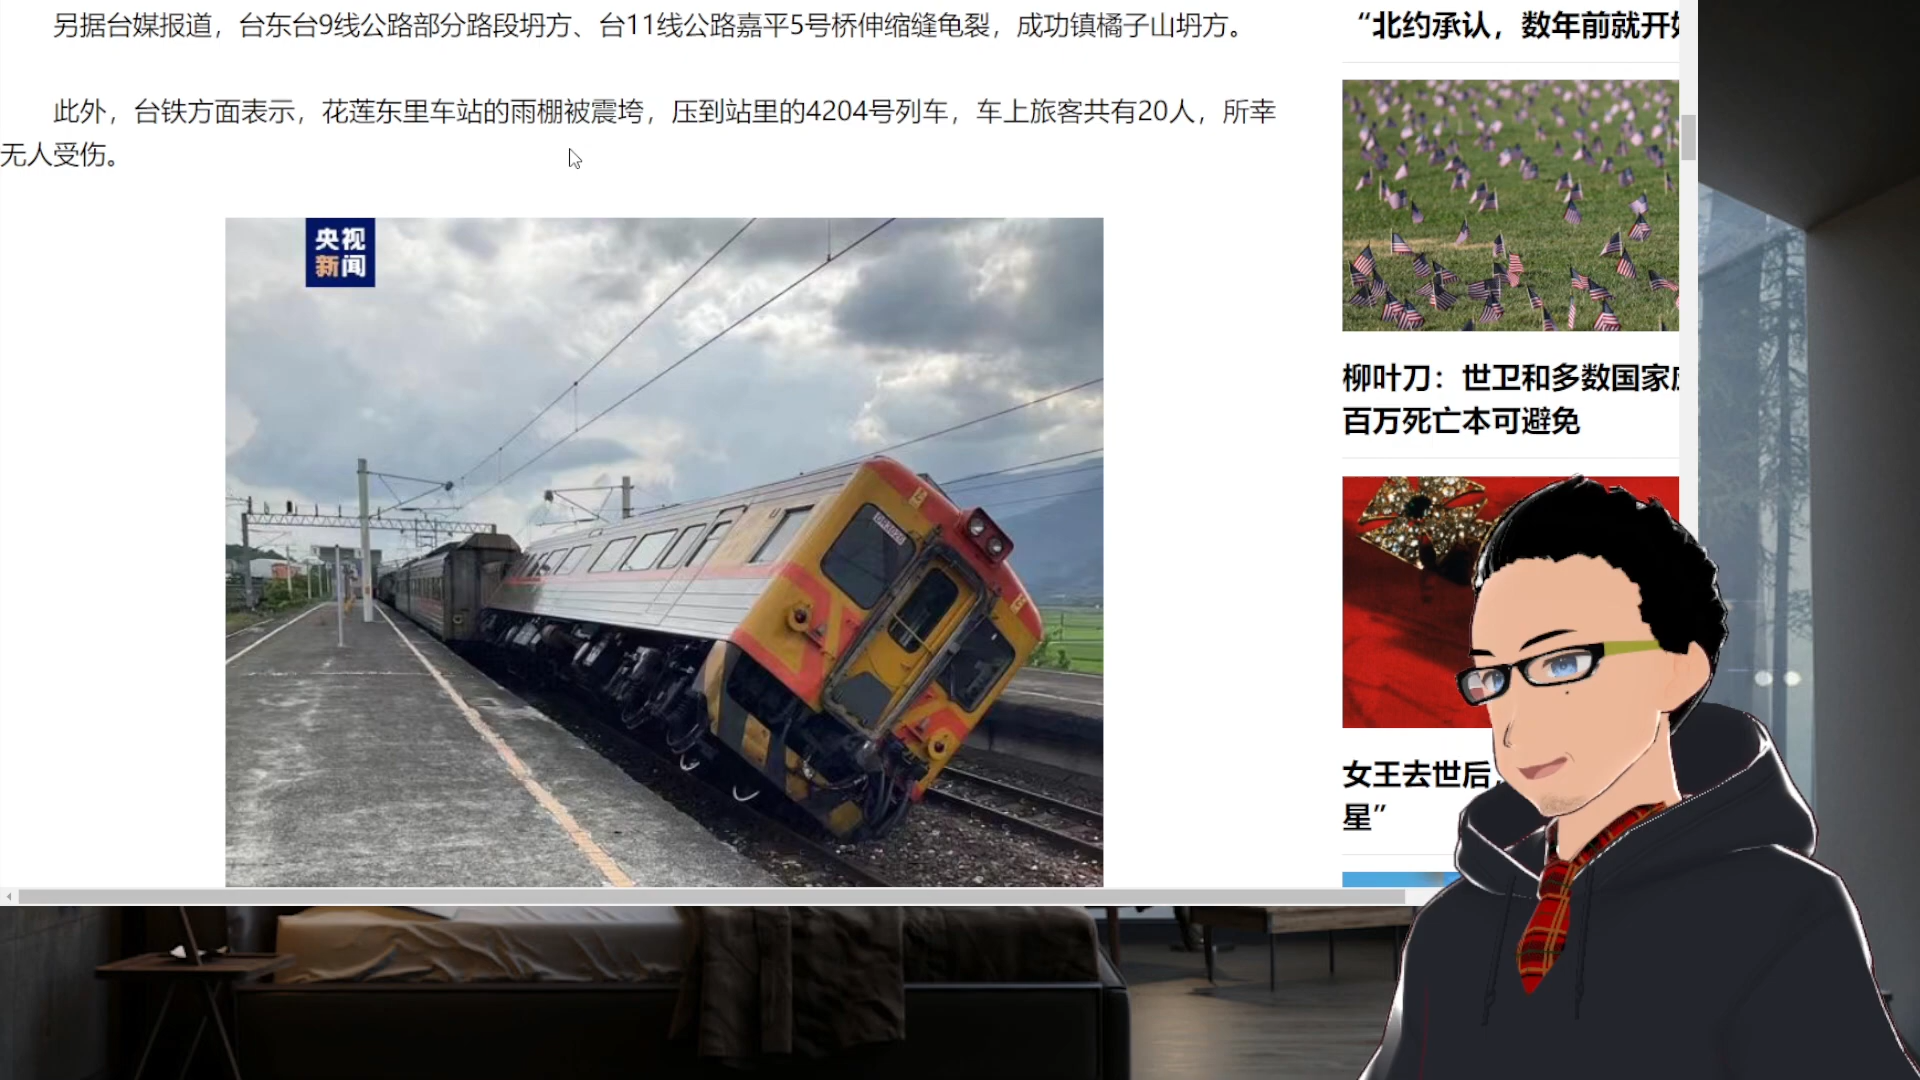 另据台媒报道，台东台9线公路部分路段坍方、台11线公路嘉平5号桥伸缩缝龟裂，成功镇橘子山坍方。
此外，台铁方面表示，花莲东里车站的雨棚被震垮，压到站里的4204号列车，车上旅客共有20人，所幸
无人受伤。
央视
新闻
“北约承认，数年前就开
柳叶刀：世卫和多数国家
百万死亡本可避免
女王去世后，
星”